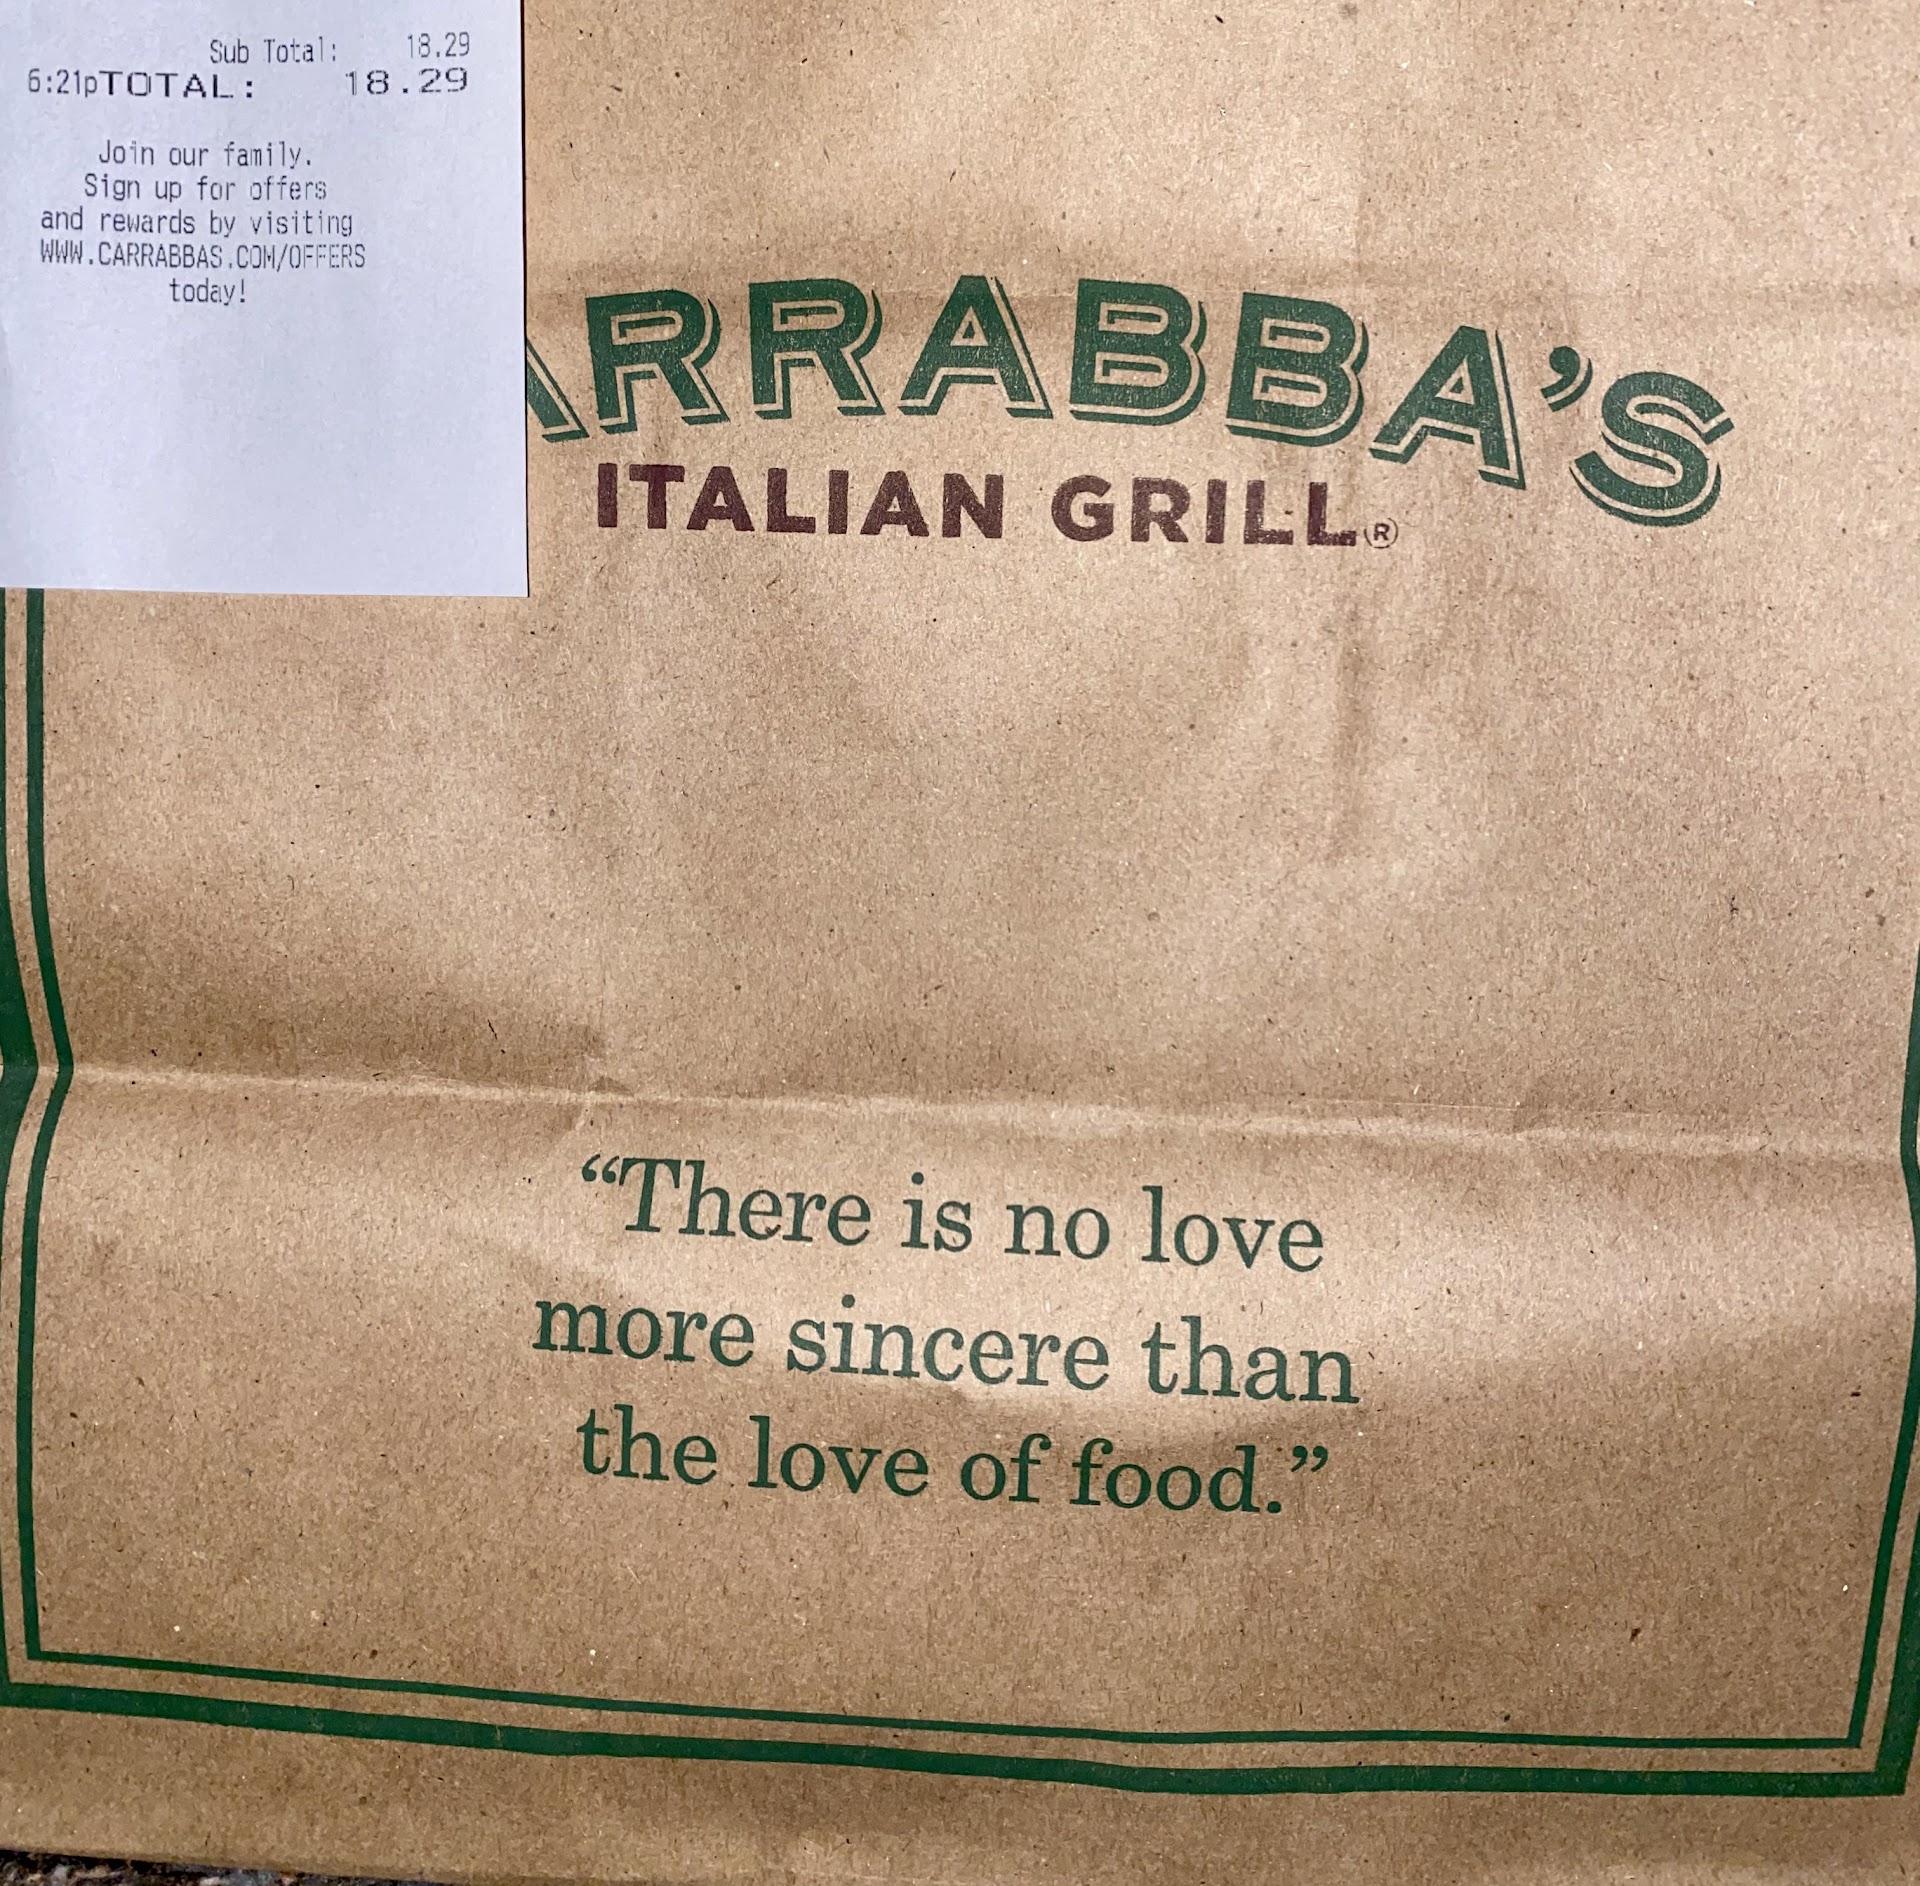 Sub Total: 18.29
6:21pTOTAL: 18.29
Join our family.
Sign up for offers
and rewards by visiting
WWW.CARRABBAS.COM/OFFERS
today!
ARRABBA’S
ITALIAN GRILL®
“There is no love
more sincere than
the love of food.”